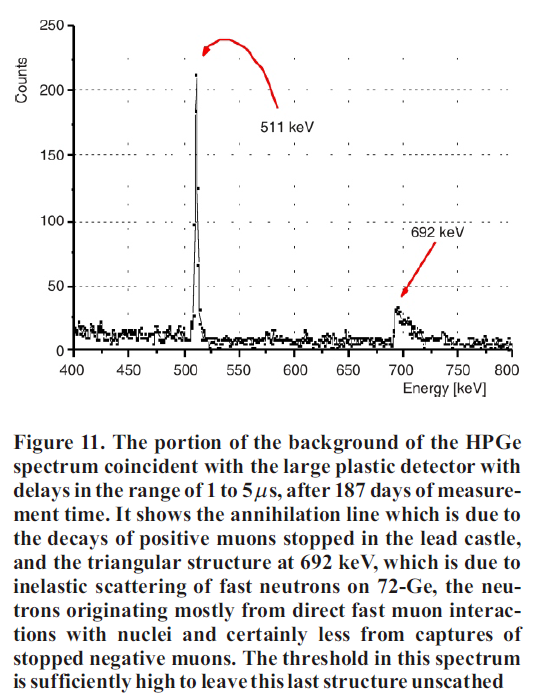 250
200
150
100
50
0
Counts
511 keV
692 keV
400 450 500 550 600 650 700 750 800
Energy [keV]
Figure 11. The portion of the background of the HPGe
spectrum coincident with the large plastic detector with
delays in the range of 1 to 5μs, after 187 days of measure-
ment time. It shows the annihilation line which is due to
the decays of positive muons stopped in the lead castle,
and the triangular structure at 692 keV, which is due to
inelastic scattering of fast neutrons on 72-Ge, the neu-
trons originating mostly from direct fast muon interac-
tions with nuclei and certainly less from captures of
stopped negative muons. The threshold in this spectrum
is sufficiently high to leave this last structure unscathed